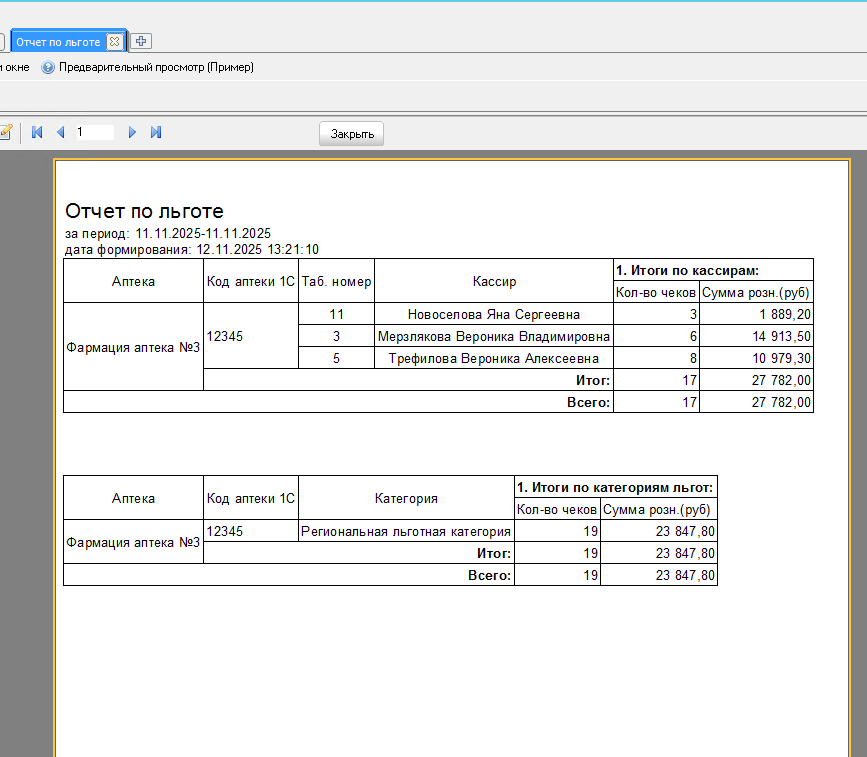 Отчет по льготе
и окне Предварительный просмотр (Пример)
1 Закрыть
Отчет по льготе
за период: 11.11.2025-11.11.2025
дата формирования: 12.11.2025 13:21:10
Аптека Код аптеки 1С Таб. номер Кассир 1. Итоги по кассирам:
Кол-во чеков Сумма розн.(руб)
Фармация аптека №3 12345 11 Новоселова Яна Сергеевна 3 1 889,20
3 Мерзлякова Вероника Владимировна 6 14 913,50
5 Трефилова Вероника Алексеевна 8 10 979,30
Итог: 17 27 782,00
Всего: 17 27 782,00
Аптека Код аптеки 1С Категория 1. Итоги по категориям льгот:
Кол-во чеков Сумма розн.(руб)
Фармация аптека №3 12345 Региональная льготная категория 19 23 847,80
Итог: 19 23 847,80
Всего: 19 23 847,80